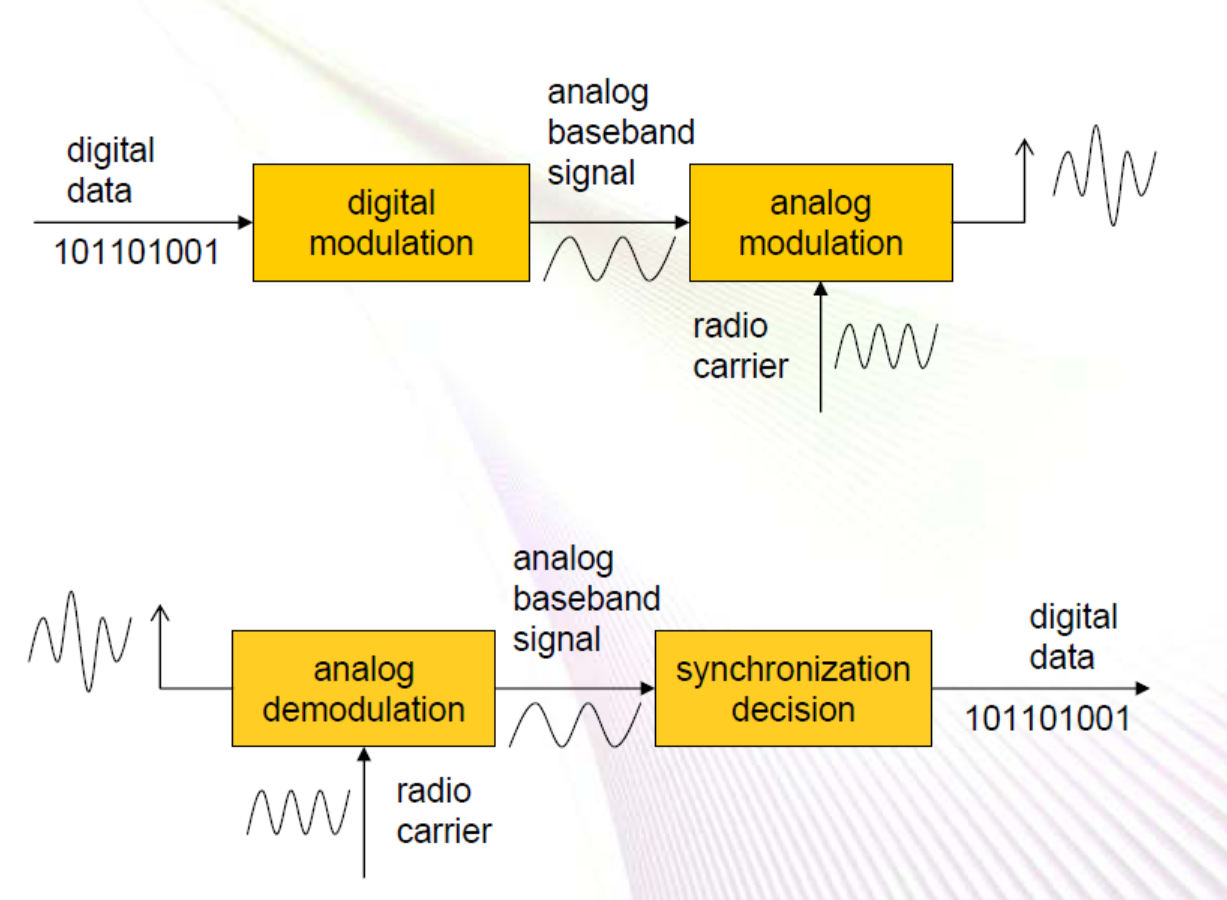 digital
data
101101001
digital
modulation
analog
baseband
signal
analog
modulation
radio
carrier
analog
demodulation
radio
carrier
analog
baseband
signal
synchronization
decision
digital
data
101101001